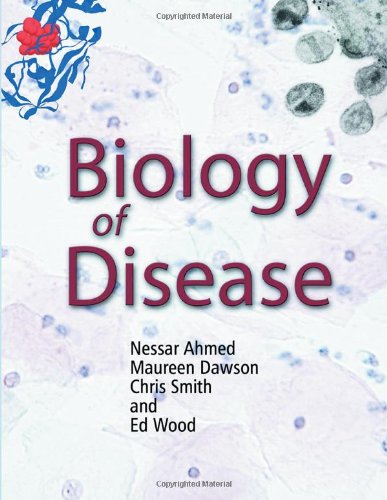 Copyrighted Material
Biology
of
Disease
Nessar Ahmed
Maureen Dawson
Chris Smith
and
Ed Wood
Copyrighted Material